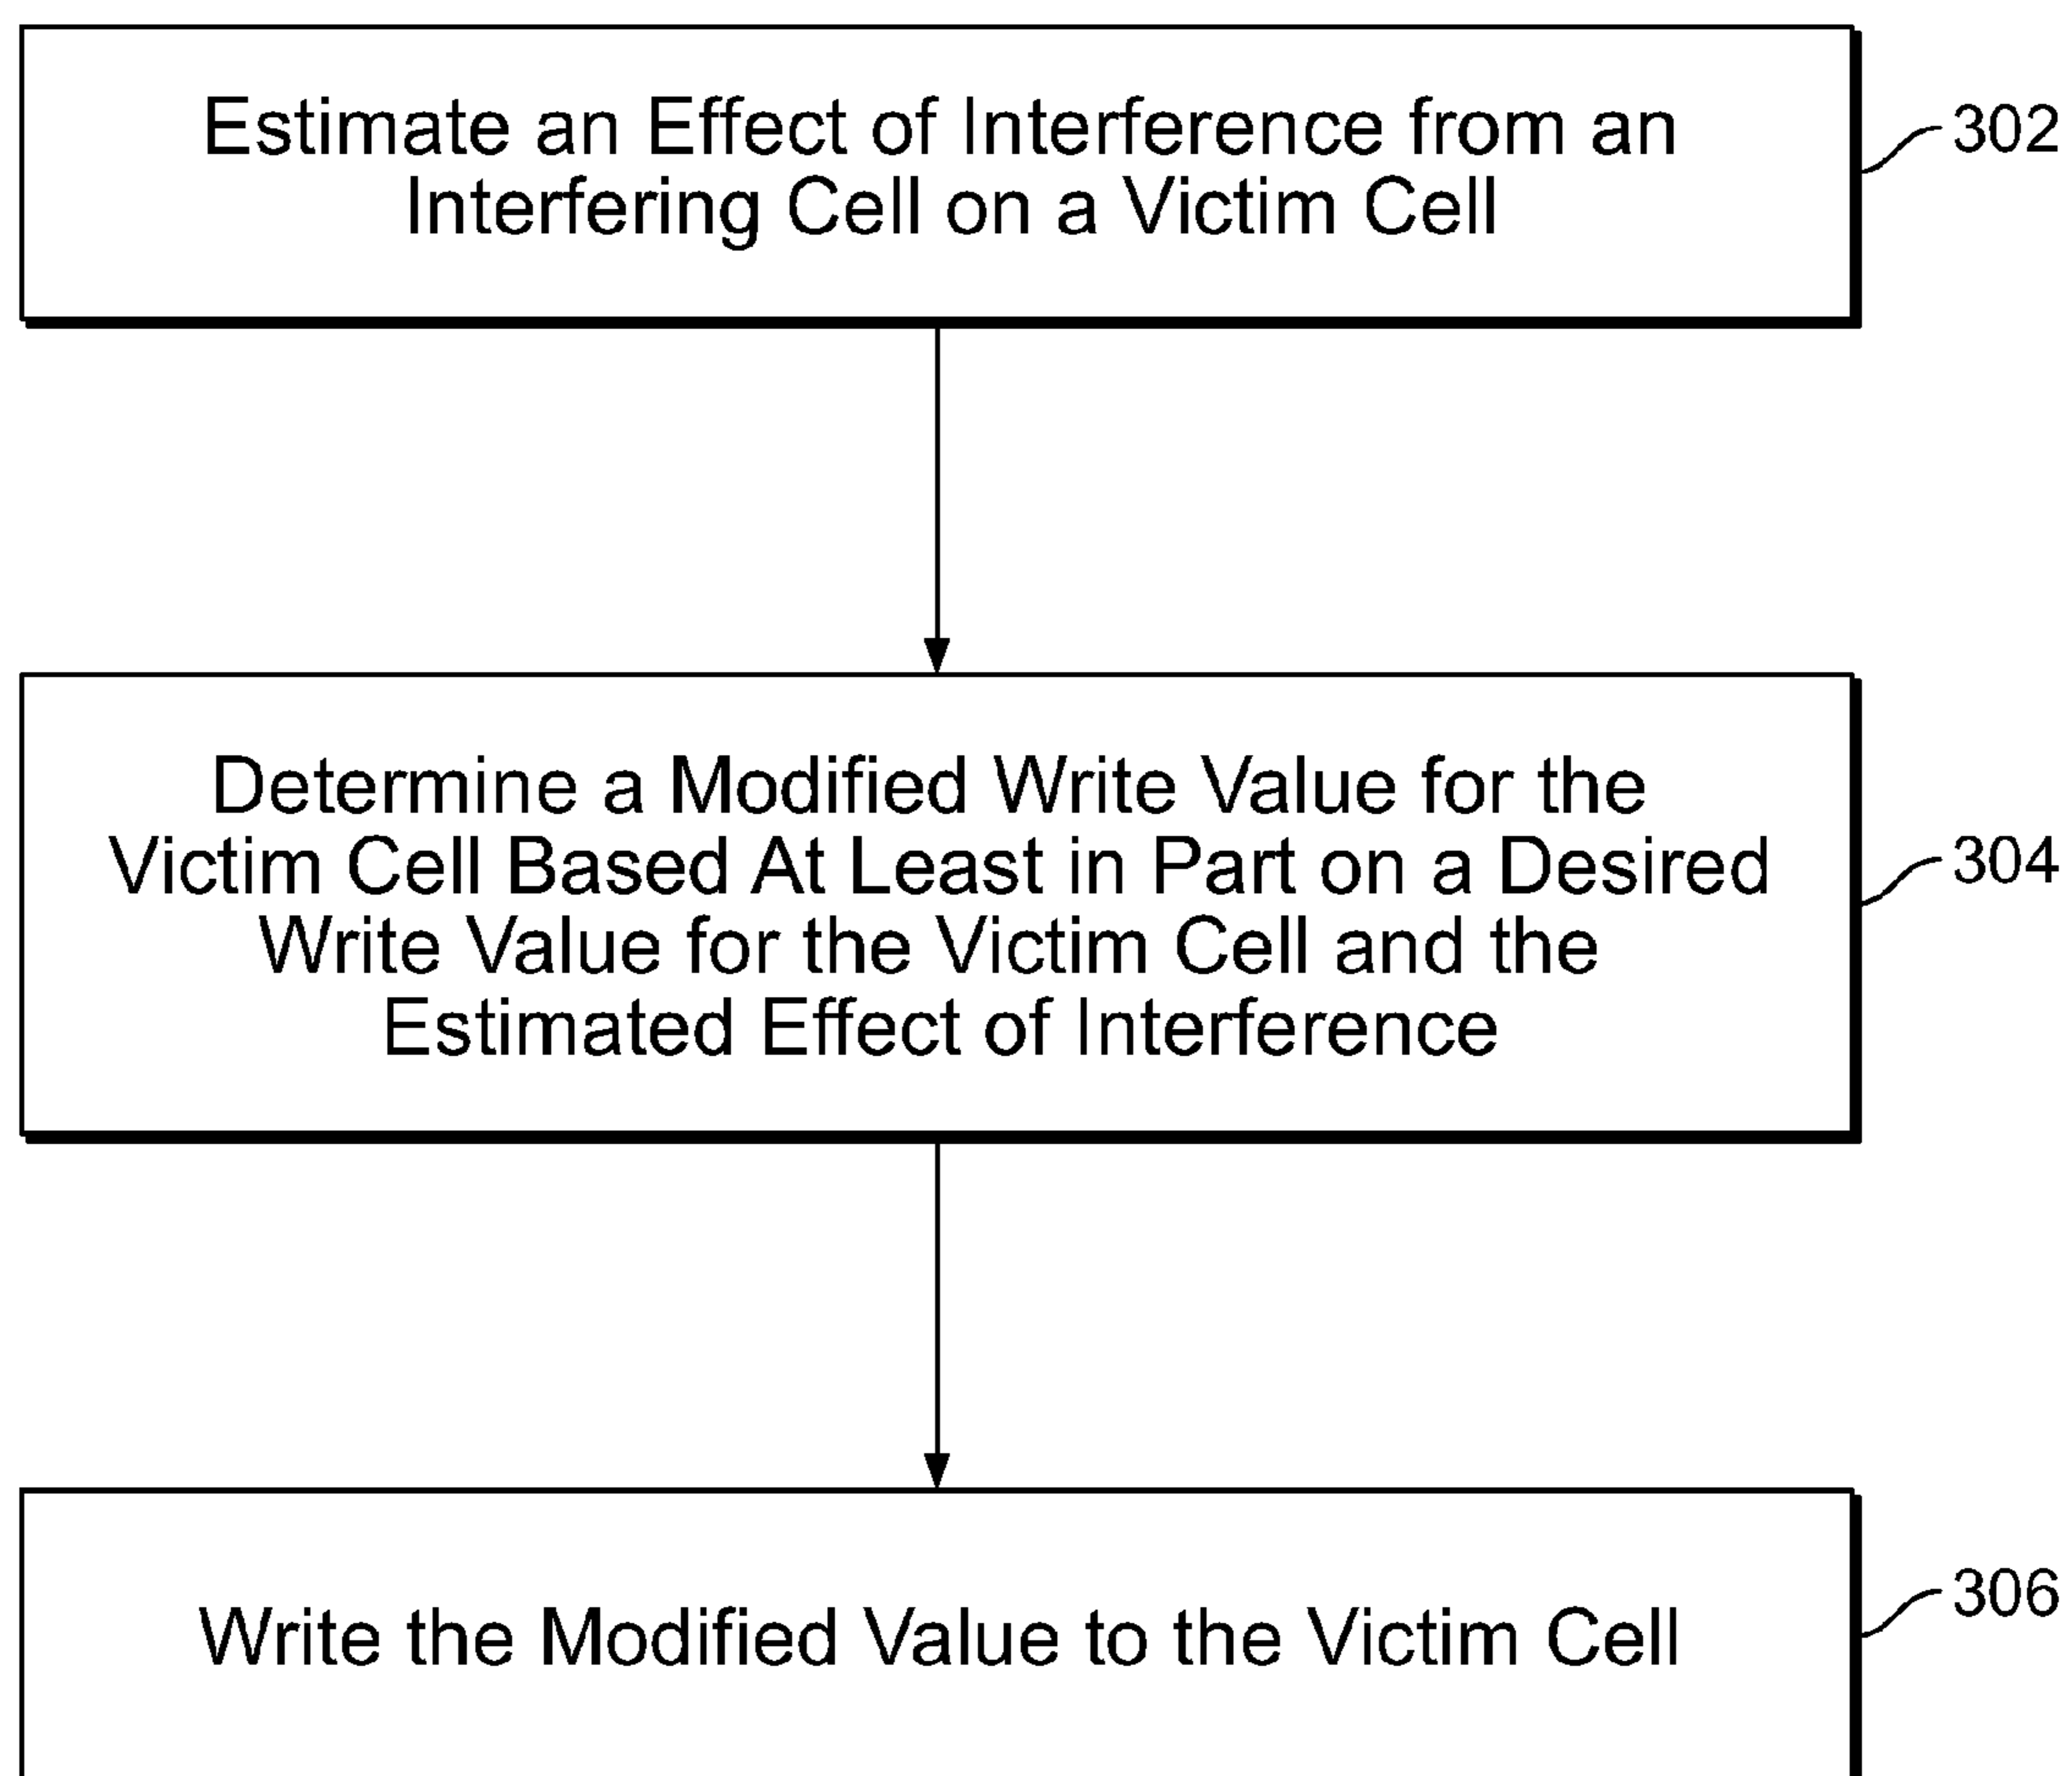 Estimate an Effect of Interference from an
Interfering Cell on a Victim Cell
302
Determine a Modified Write Value for the
Victim Cell Based At Least in Part on a Desired
Write Value for the Victim Cell and the
Estimated Effect of Interference
304
Write the Modified Value to the Victim Cell
306